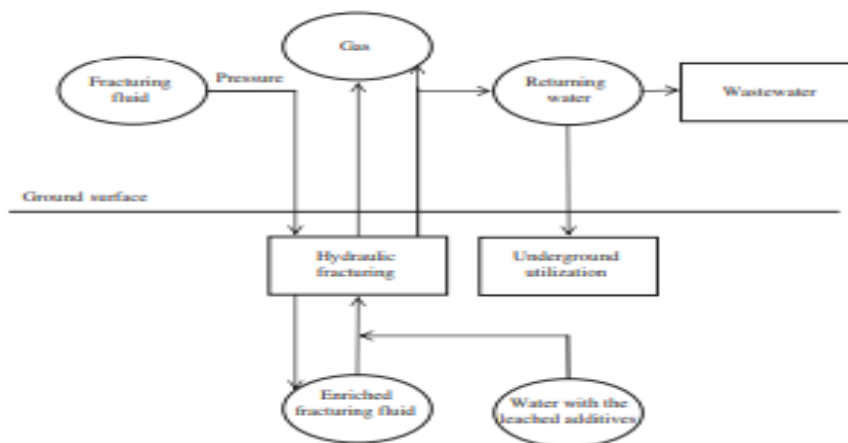 Gas
Fracturing
fluid
Pressure
Returning
water
Wastewater
Ground surface
Hydraulic
fracturing
Underground
utilization
Enriched
fracturing fluid
Water with the
leached additives